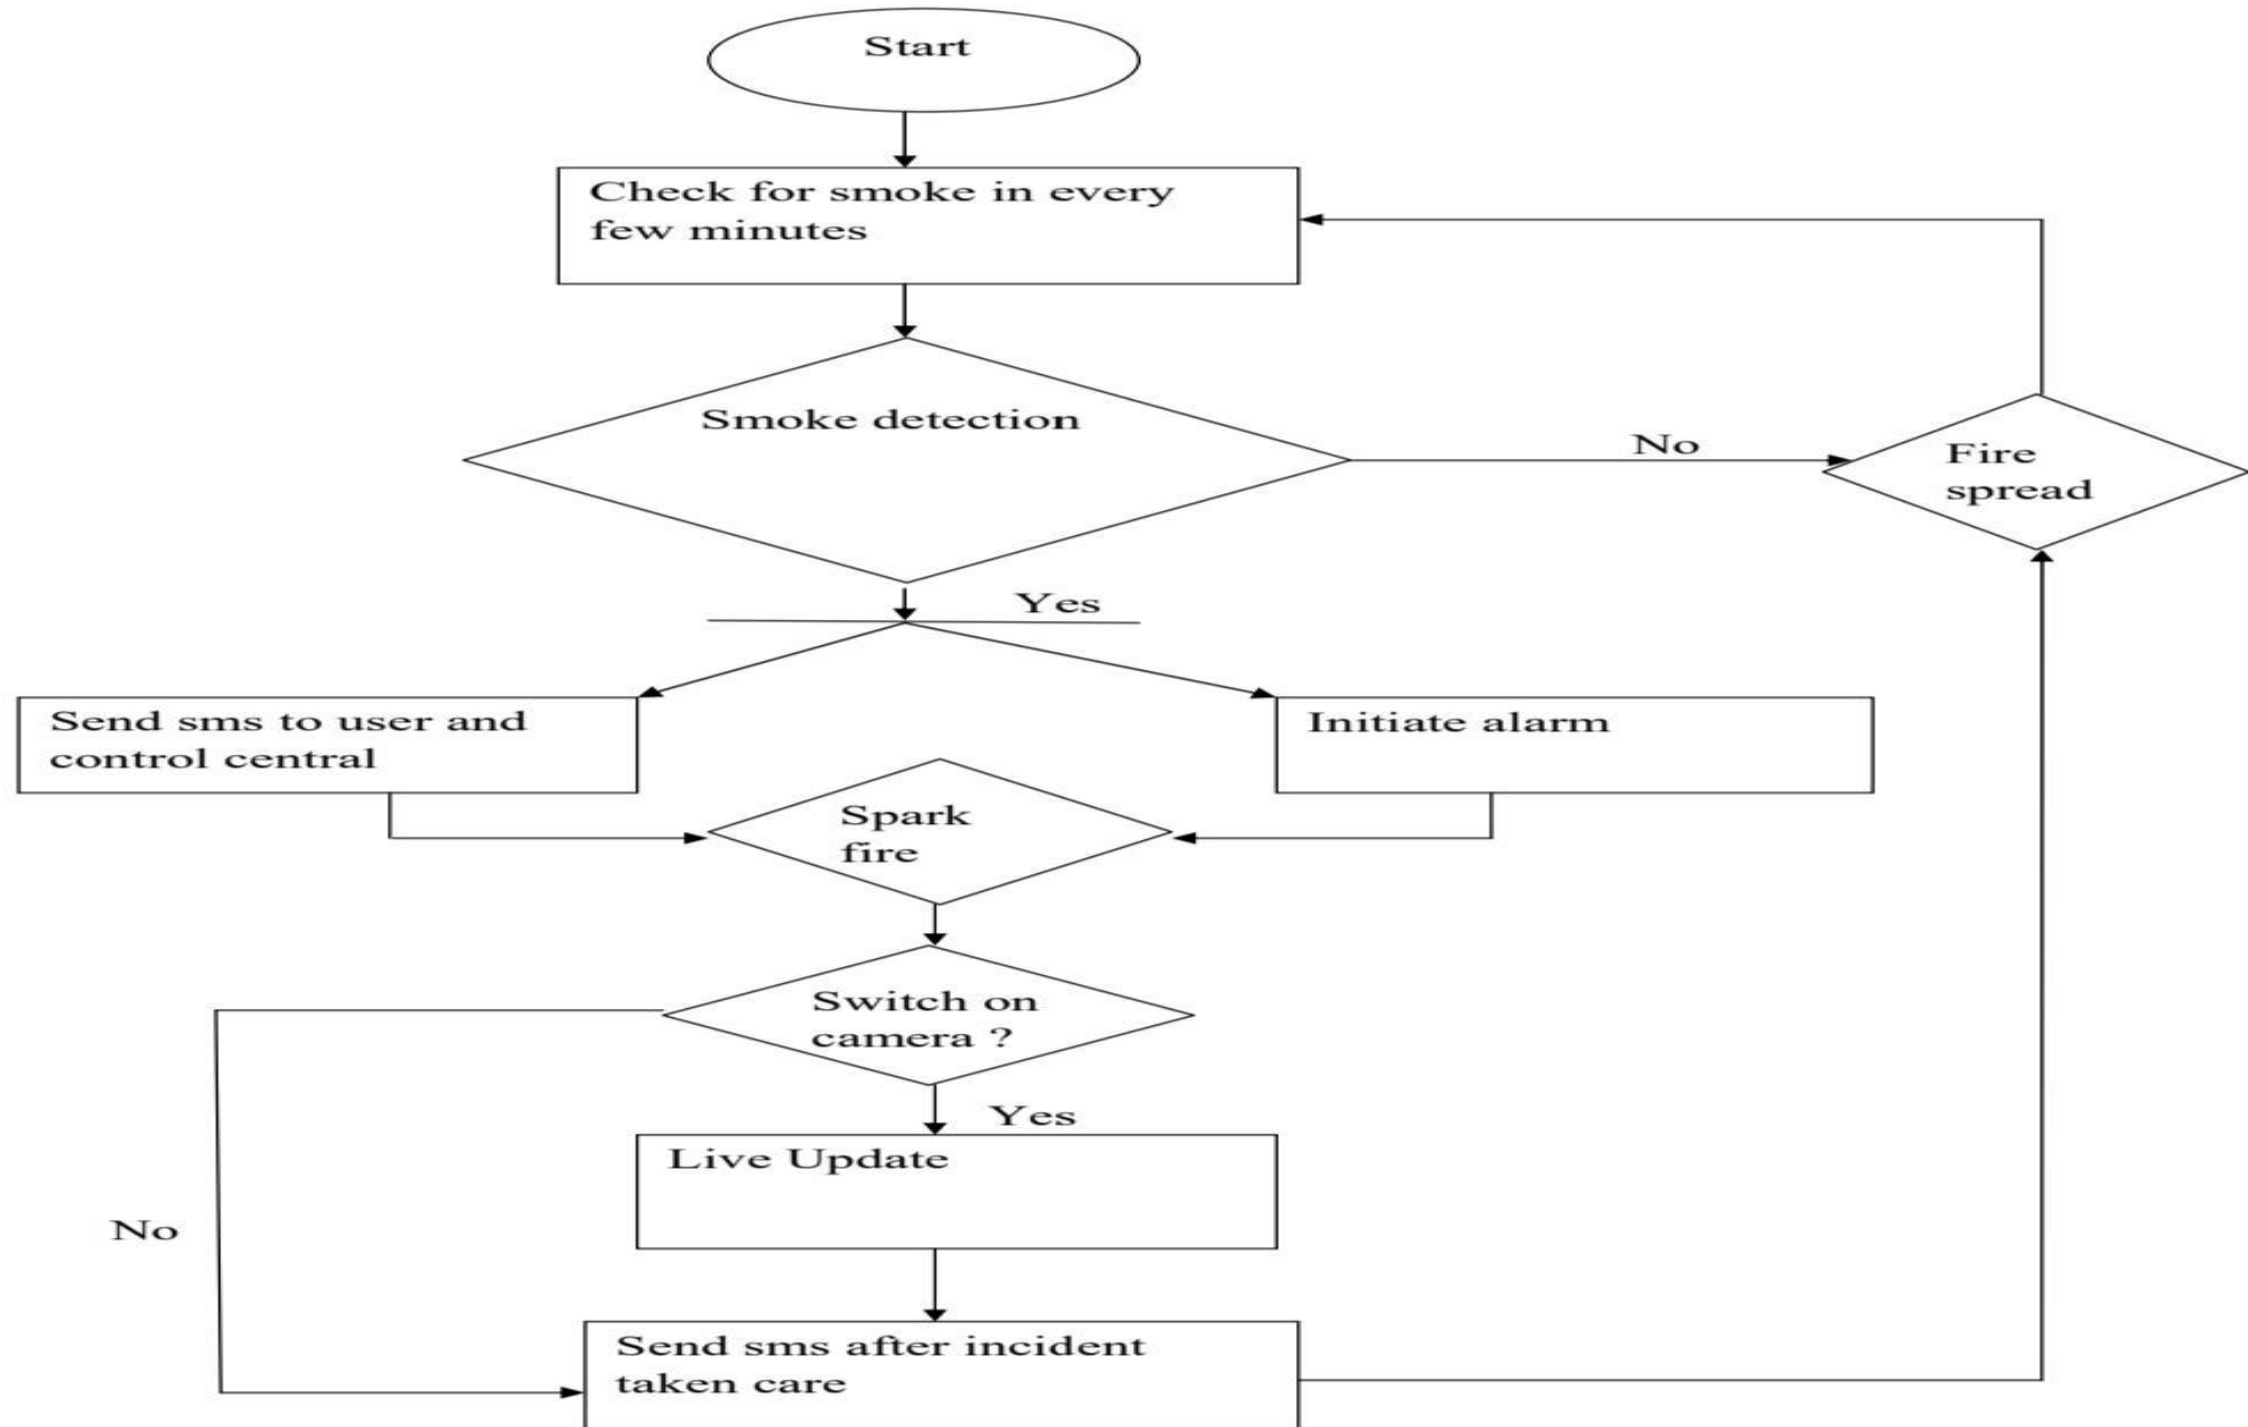 Start
Check for smoke in every
few minutes
Smoke detection
No
Fire
spread
Yes
Send sms to user and
control central
Initiate alarm
Spark
fire
Switch on
camera ?
Yes
Live Update
No
Send sms after incident
taken care